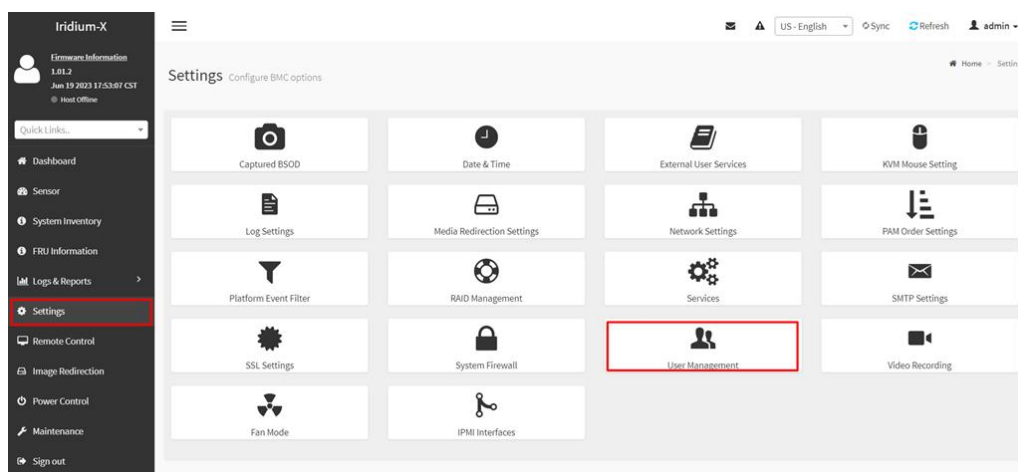 Iridium-X
US - English
Sync
Refresh
admin
Firmware Information
1.01.2
Jun 19 2023 17:53:07 CST
Host Offline
Settings Configure BMC options
Home
Quick Links..
Dashboard
Sensor
System Inventory
FRU Information
Logs & Reports
Settings
Remote Control
Image Redirection
Power Control
Maintenance
Sign out
Captured BSOD
Date & Time
External User Services
KVM Mouse Setting
Log Settings
Media Redirection Settings
Network Settings
PAM Order Settings
Platform Event Filter
RAID Management
Services
SMTP Settings
SSL Settings
System Firewall
User Management
Video Recording
Fan Mode
IPMI Interfaces